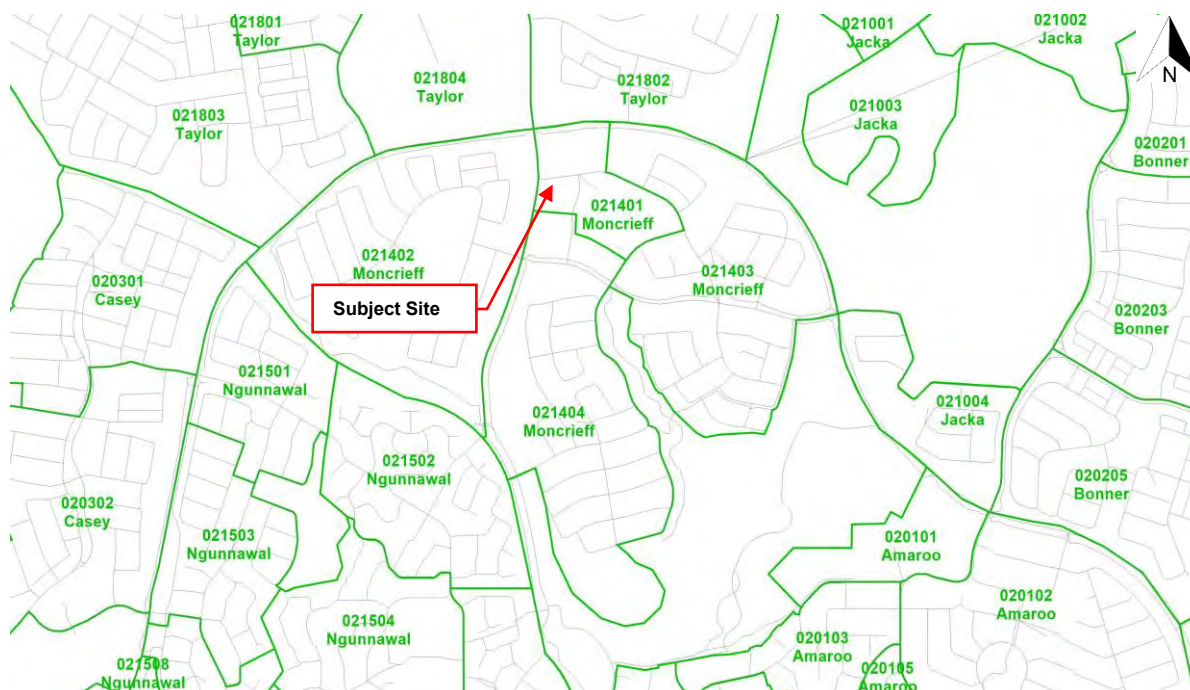 021801
Taylor
021001
Jacka
021002
Jacka
N
021804
Taylor
021802
Taylor
021003
Jacka
021803
Taylor
020201
Bonner
021401
Moncrieff
021402
Moncrieff
021403
Moncrieff
020301
Casey
Subject Site
020203
Bonner
021501
Ngunnawal
021004
Jacka
021404
Moncrieff
021502
Ngunnawal
020205
Bonner
020302
Casey
021503
Ngunnawal
020101
Amaroo
020102
Amaroo
021504
Ngunnawal
020103
Amaroo
021508
Ngunnawal
020105
Amaroo